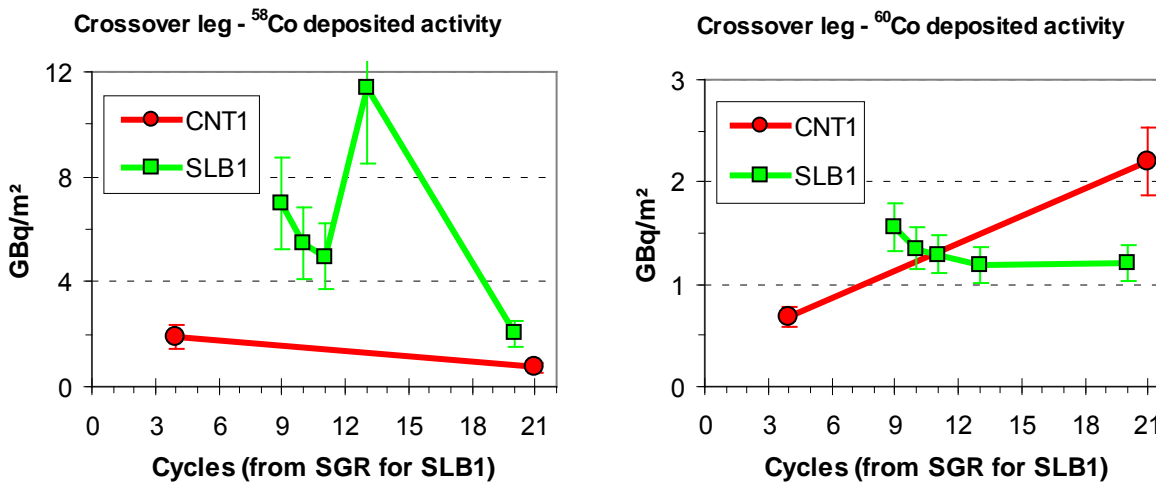 Crossover leg - ⁵⁸Co deposited activity
12
8
4
0
GBq/m²
CNT1
SLB1
0 3 6 9 12 15 18 21
Cycles (from SGR for SLB1)
Crossover leg - ⁶⁰Co deposited activity
3
2
1
0
GBq/m²
CNT1
SLB1
0 3 6 9 12 15 18 21
Cycles (from SGR for SLB1)